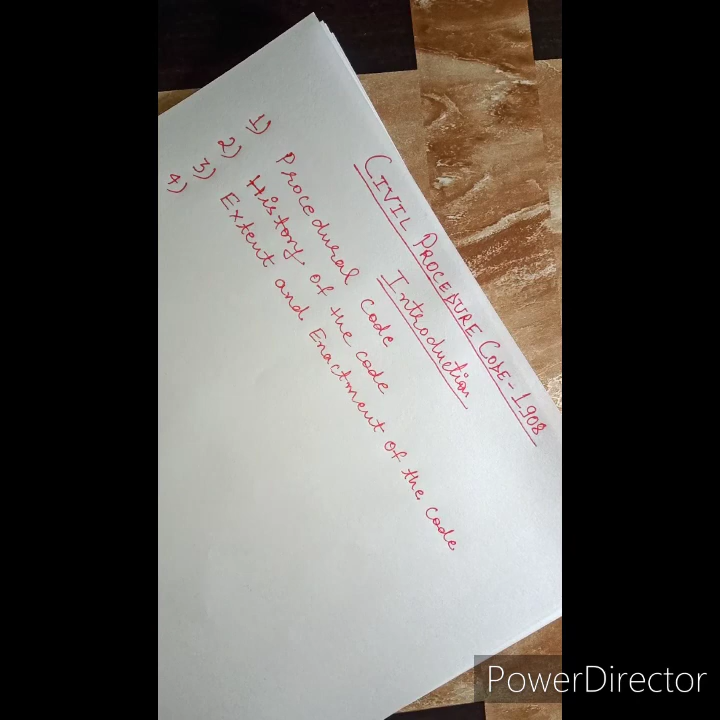 CIVIL PROCEDURE CODE-1908
Introduction
1) Procedural code
2) History of the code
3) Extent and Enactment of the code
4)
PowerDirector